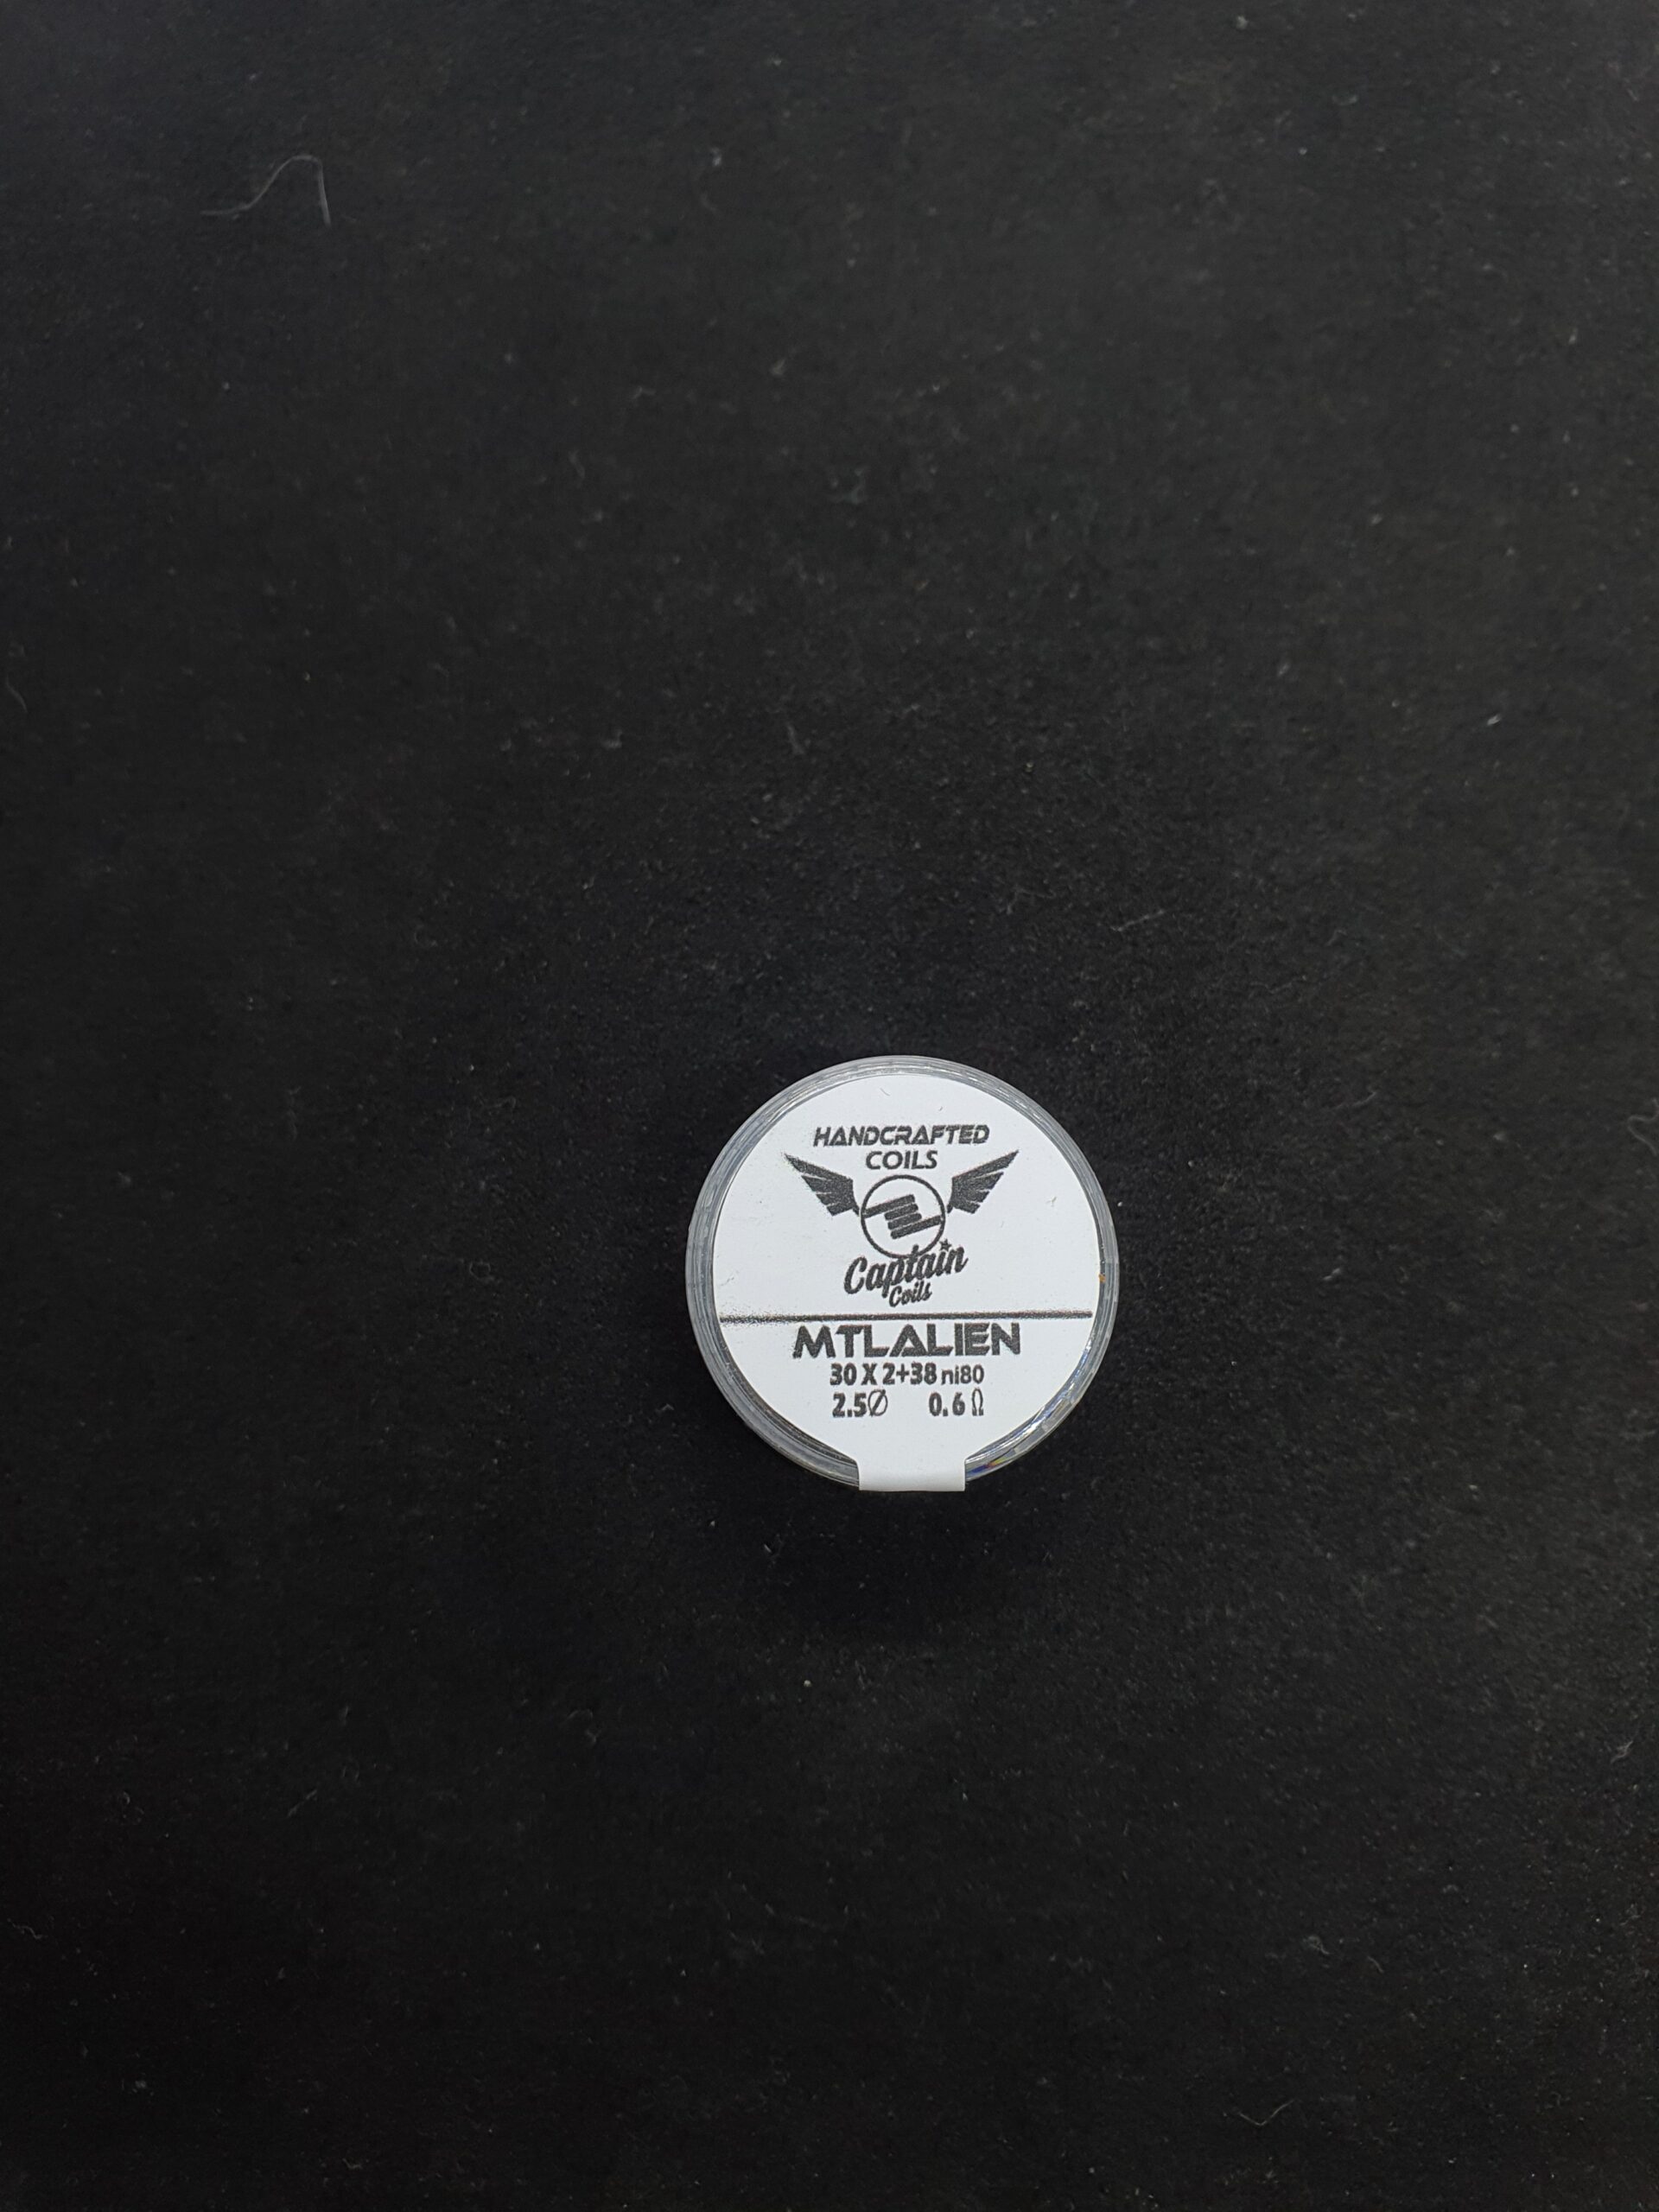 HANDCRAFTED
COILS
Captain
Coils
MTLALIEN
30 X 2+38 ni80
2.5Ø 0.6 Ω